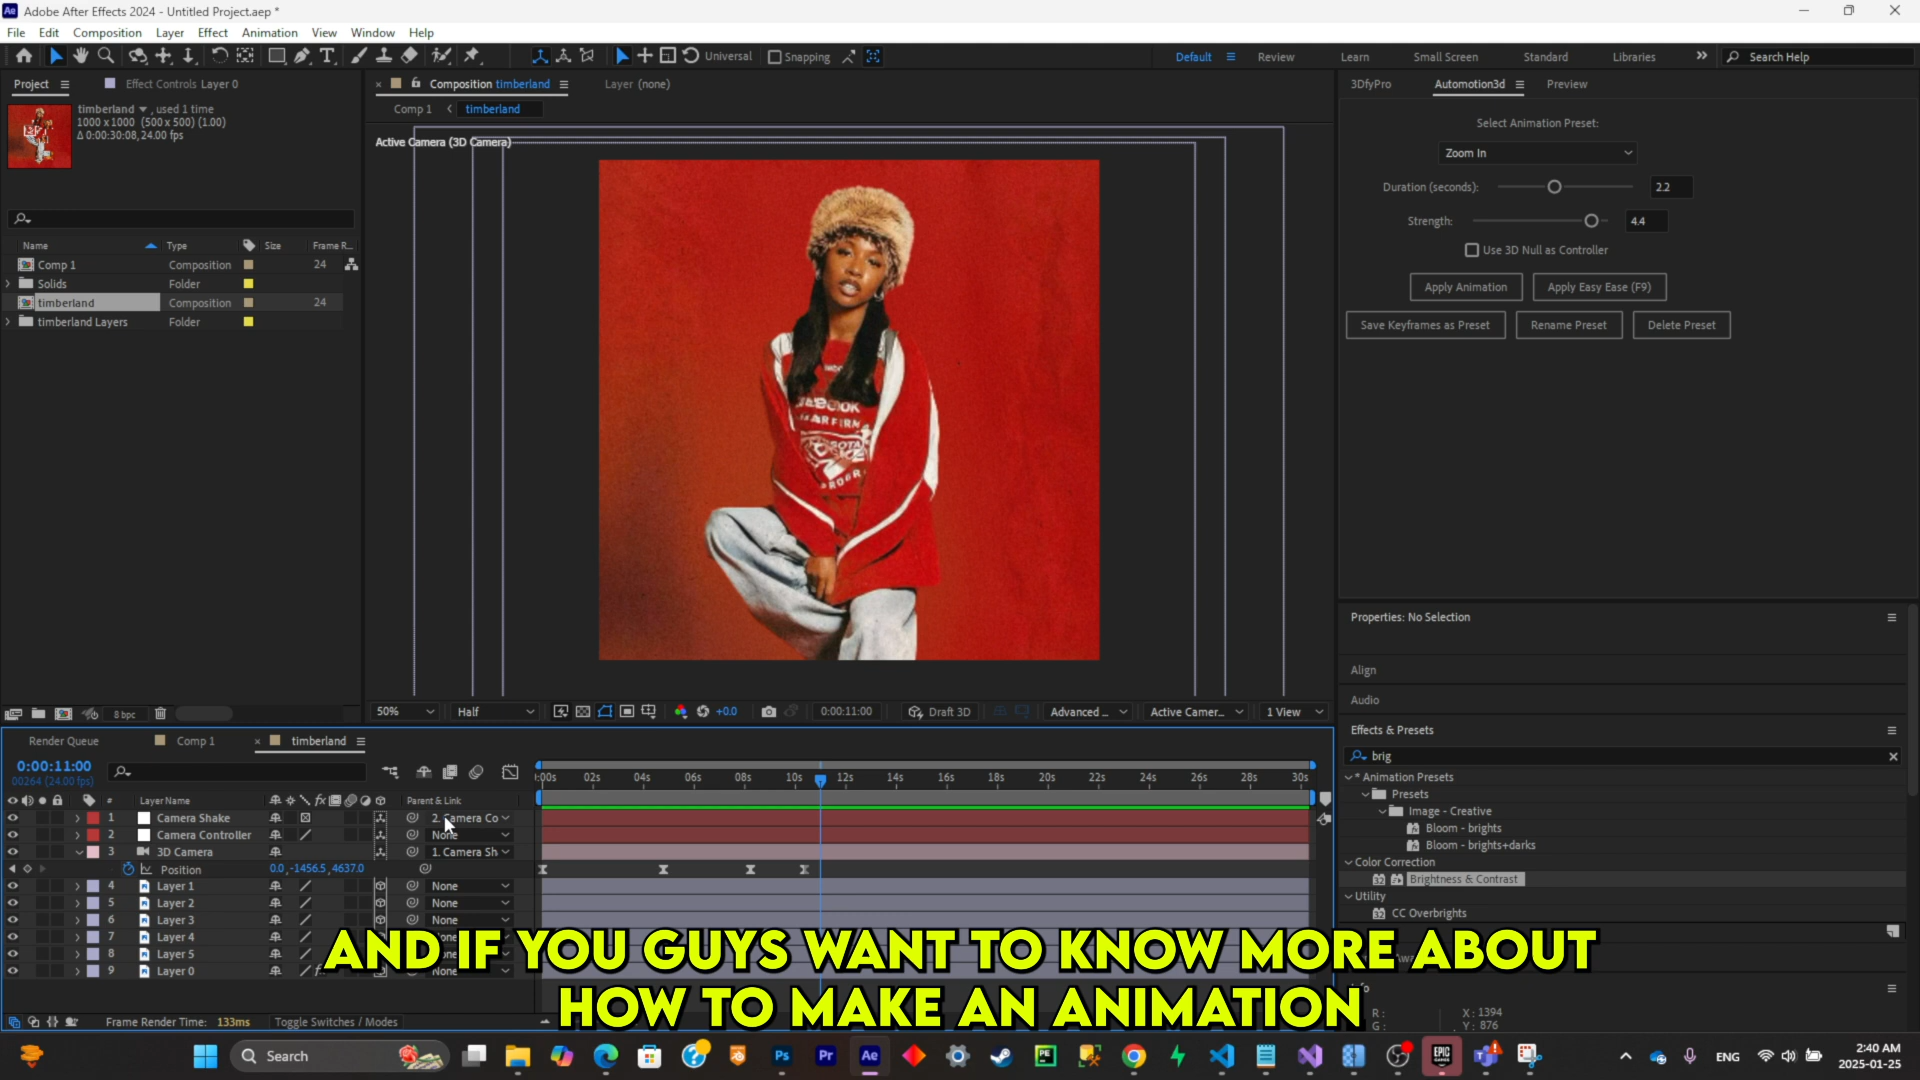 Adobe After Effects 2024 - Untitled Project.aep *
File Edit Composition Layer Effect Animation View Window Help
Universal Snapping Default Review Learn Small Screen Standard Libraries Search Help
Project Effect Controls Layer 0
timberland , used 1 time
1000 x 1000 (500 x 500) (1.00)
Δ 0:00:30:08, 24.00 fps
Name Type Size Frame R...
Comp 1 Composition 24
Solids Folder
timberland Composition 24
timberland Layers Folder
8 bpc
Composition timberland Layer (none)
Comp 1 timberland
Active Camera (3D Camera)
50% Half +0.0 0:00:11:00 Draft 3D Advanced ... Active Camer... 1 View
3DfyPro Automotion3d Preview
Select Animation Preset:
Zoom In
Duration (seconds): 2.2
Strength: 4.4
Use 3D Null as Controller
Apply Animation Apply Easy Ease (F9)
Save Keyframes as Preset Rename Preset Delete Preset
Properties: No Selection
Align
Audio
Effects & Presets
brig
* Animation Presets
Presets
Image - Creative
Bloom - brights
Bloom - brights+darks
Color Correction
Brightness & Contrast
Utility
CC Overbrights
R: X: 1394
G: Y: 876
Render Queue Comp 1 timberland
0:00:11:00
00264 (24.00 fps)
:00s 02s 04s 06s 08s 10s 12s 14s 16s 18s 20s 22s 24s 26s 28s 30s
# Layer Name Parent & Link
1 Camera Shake 2. Camera Co
2 Camera Controller None
3 3D Camera 1. Camera Sh
Position 0.0, -1456.5, 4637.0
4 Layer 1 None
5 Layer 2 None
6 Layer 3 None
7 Layer 4
8 Layer 5
9 Layer 0 None
Frame Render Time: 133ms Toggle Switches / Modes
AND IF YOU GUYS WANT TO KNOW MORE ABOUT
HOW TO MAKE AN ANIMATION
Search
ENG
2:40 AM
2025-01-25